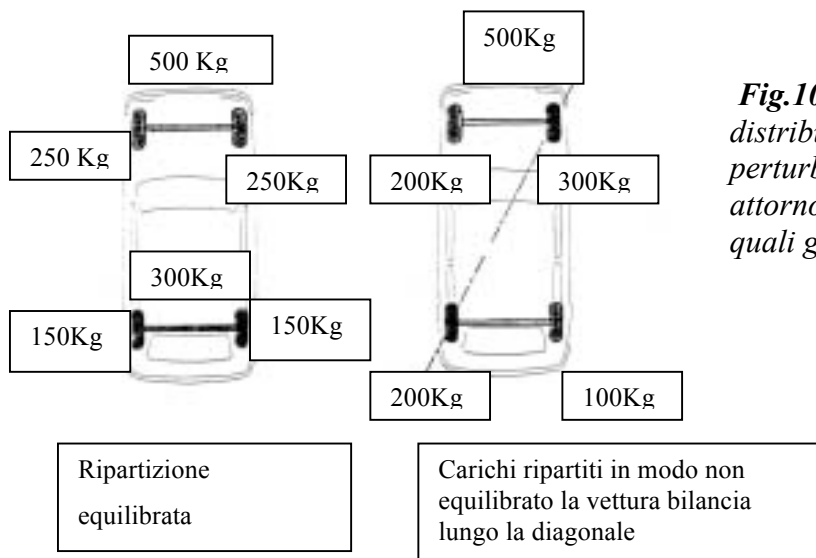 500 Kg
250 Kg
250Kg
300Kg
150Kg
150Kg
Ripartizione
equilibrata
500Kg
200Kg
300Kg
200Kg
100Kg
Carichi ripartiti in modo non
equilibrato la vettura bilancia
lungo la diagonale
Fig.10
distribu
perturb
attorno
quali g